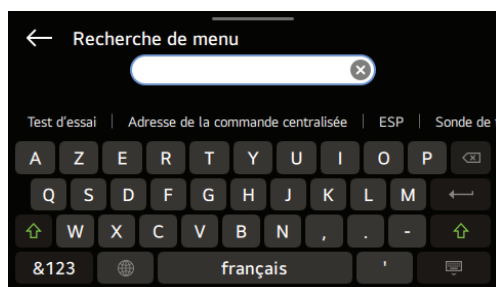 Recherche de menu
Test d'essai | Adresse de la commande centralisée | ESP | Sonde de
A Z E R T Y U I O P
Q S D F G H J K L M
W X C V B N , . -
&123 français '